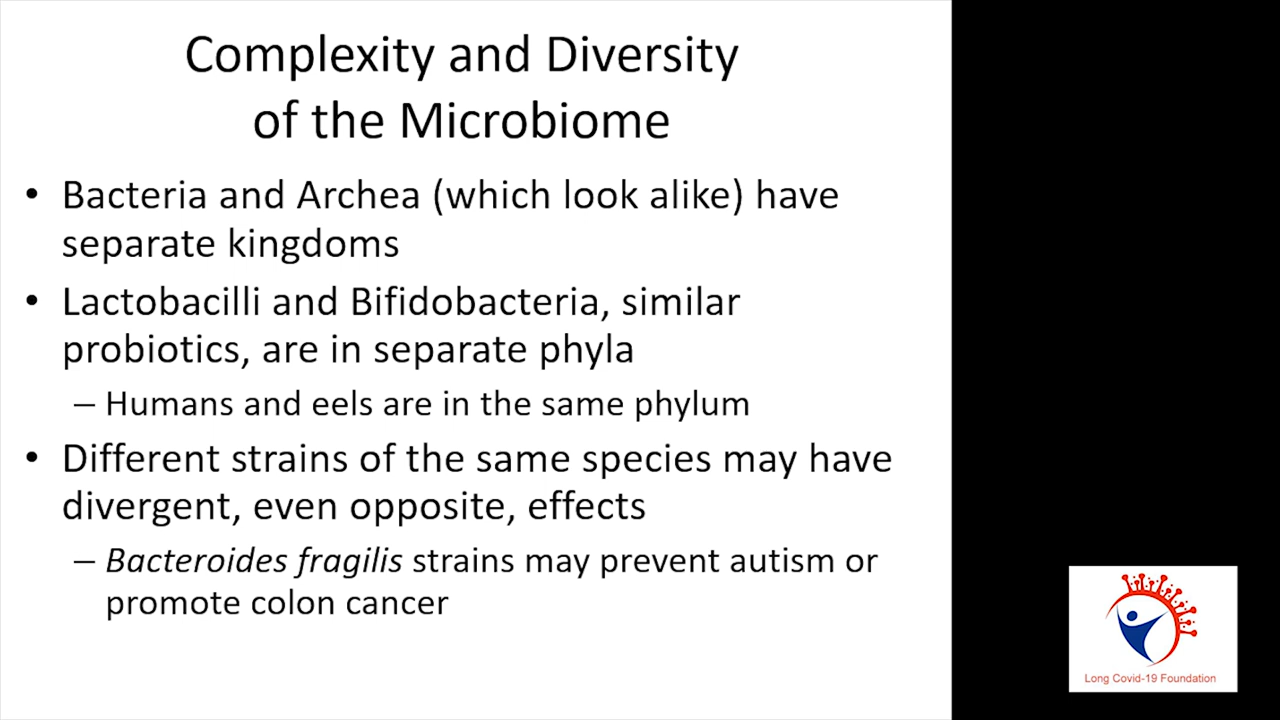 Complexity and Diversity
of the Microbiome
• Bacteria and Archea (which look alike) have
separate kingdoms
• Lactobacilli and Bifidobacteria, similar
probiotics, are in separate phyla
– Humans and eels are in the same phylum
• Different strains of the same species may have
divergent, even opposite, effects
– Bacteroides fragilis strains may prevent autism or
promote colon cancer
Long Covid-19 Foundation